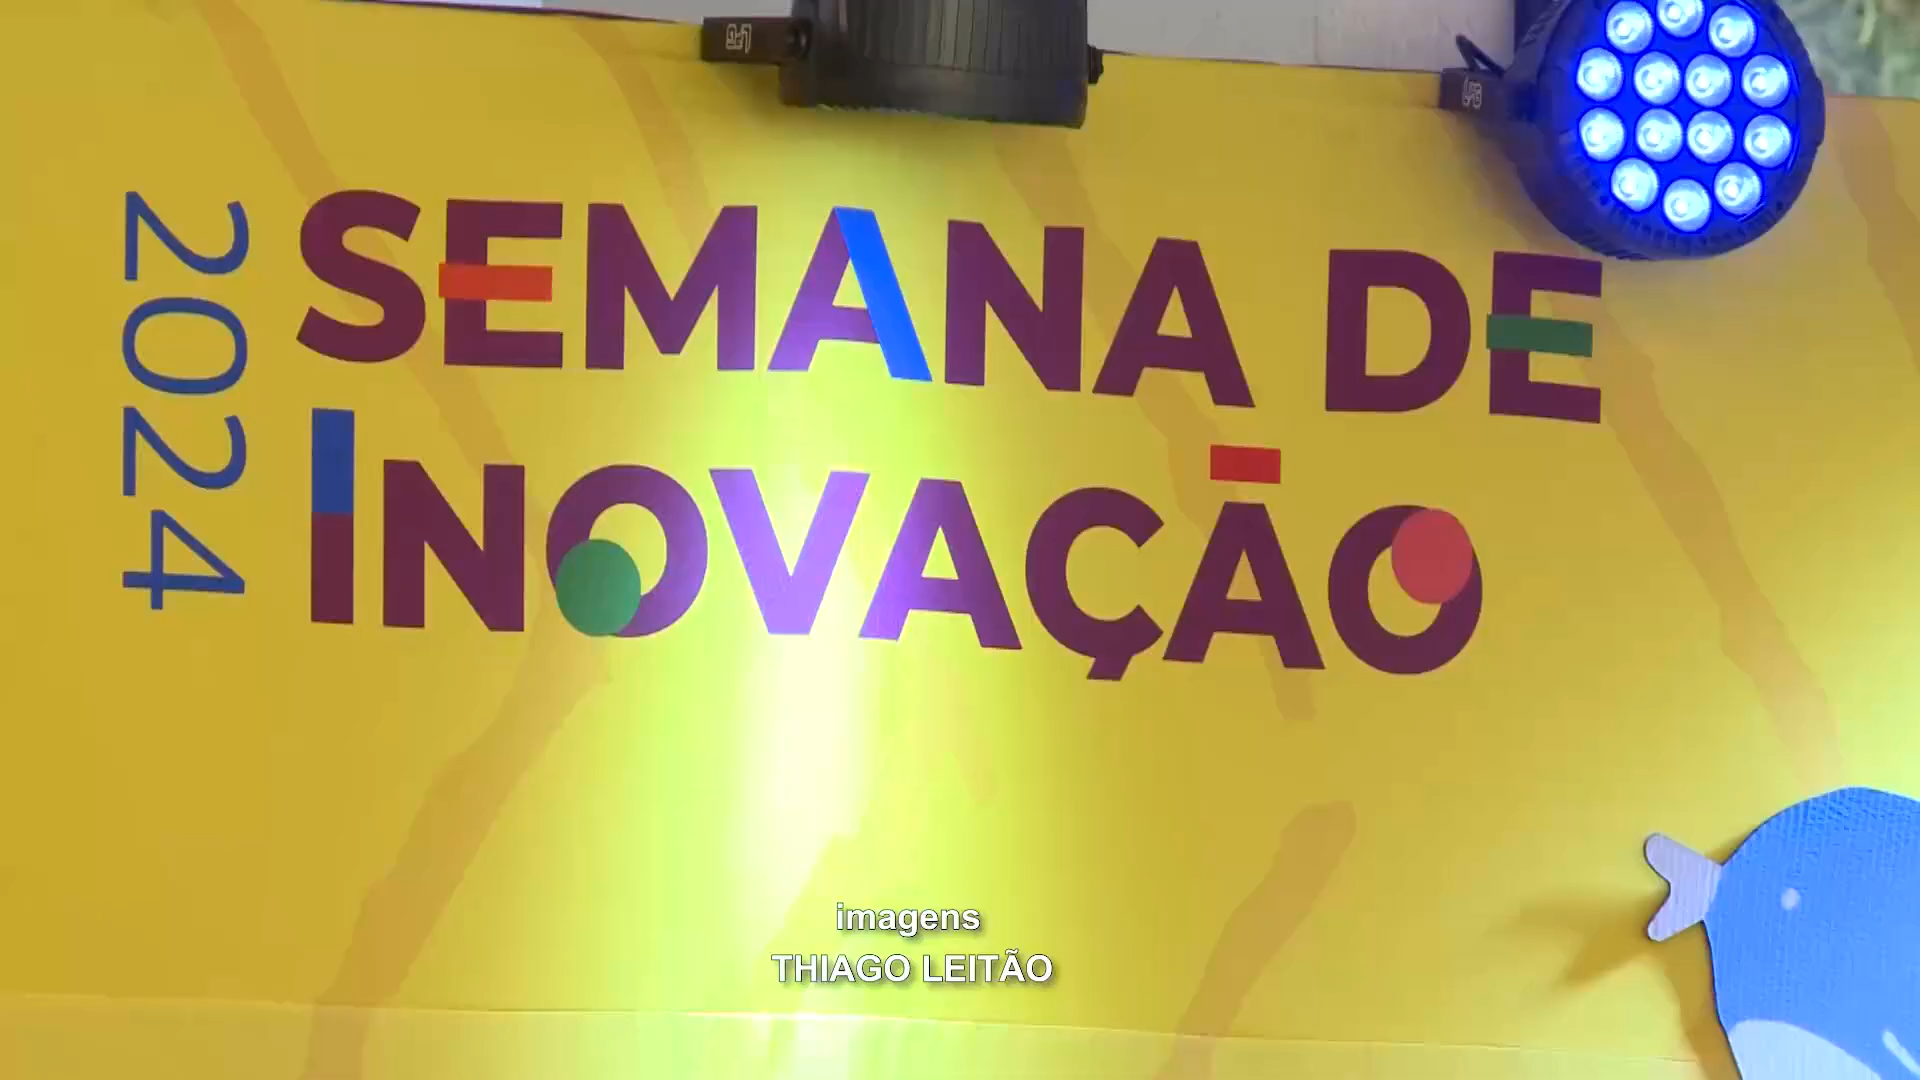 2024
SEMANA DE
INOVAÇÃO
imagens
THIAGO LEITÃO